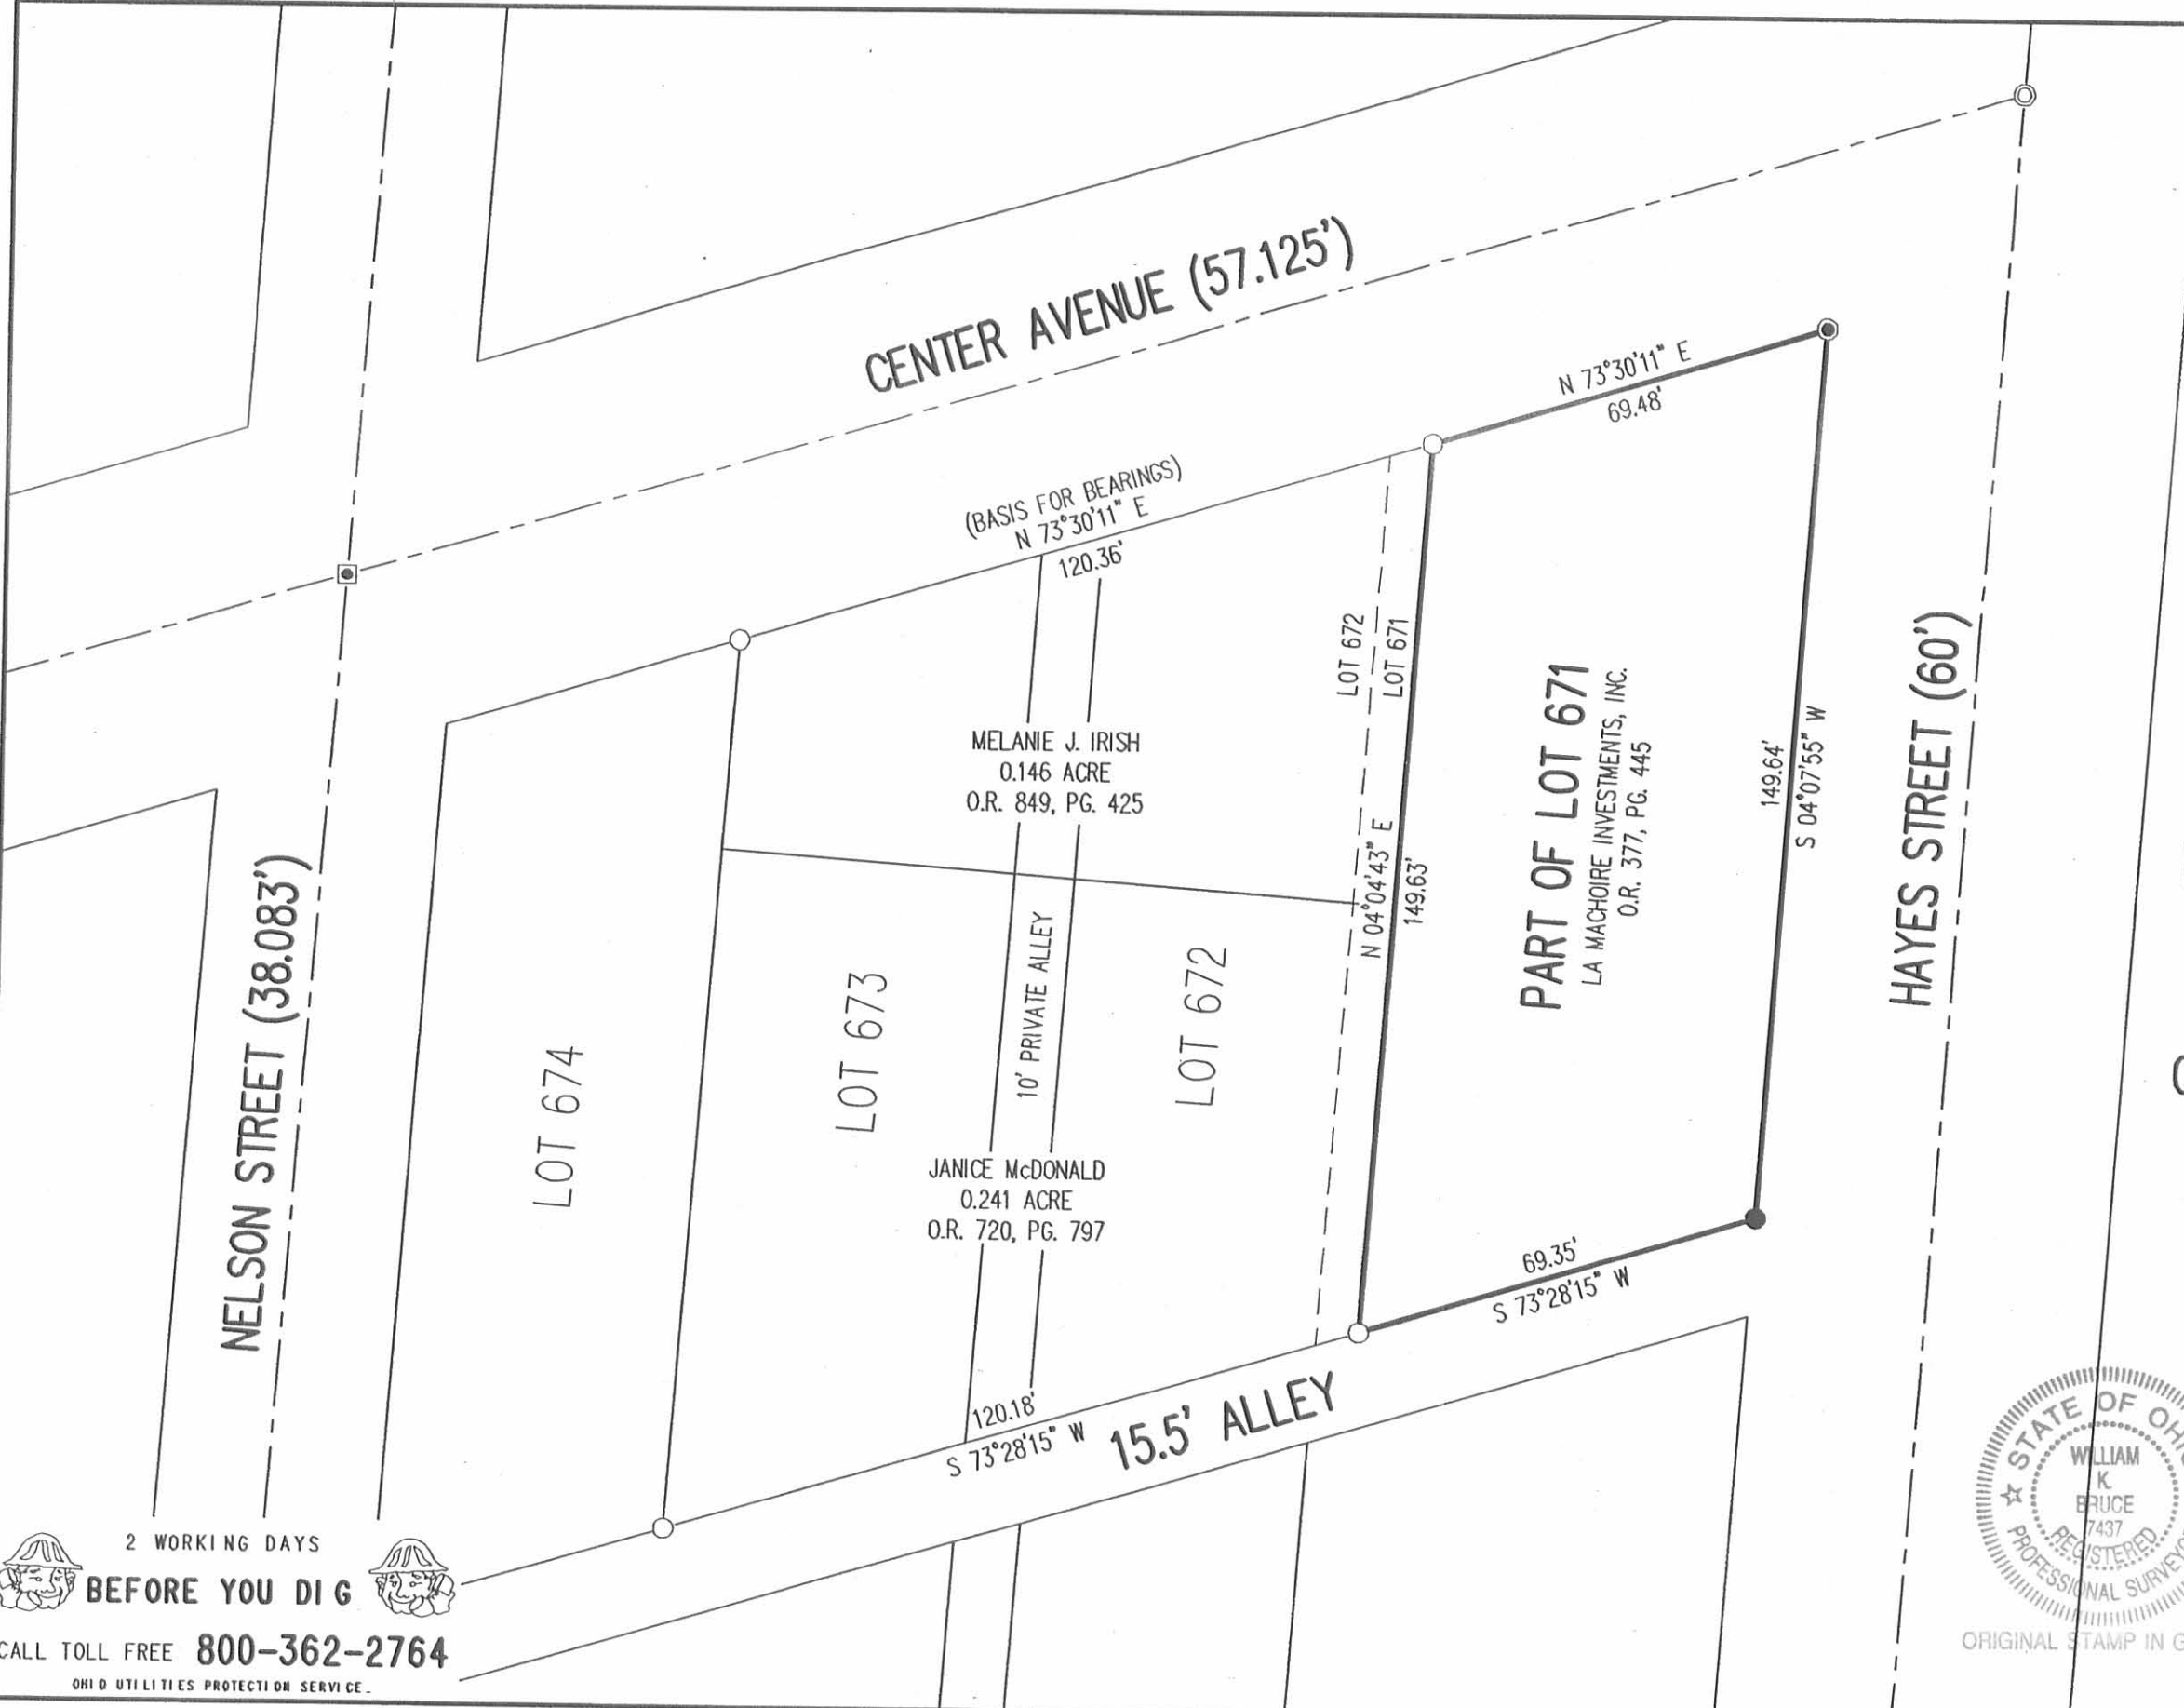 CENTER AVENUE (57.125')
N 73°30'11" E
69.48'
(BASIS FOR BEARINGS)
N 73°30'11" E
120.36'
LOT 672
LOT 671
MELANIE J. IRISH
0.146 ACRE
O.R. 849, PG. 425
N 04°04'43" E
149.63'
PART OF LOT 671
LA MACHOIRE INVESTMENTS, INC.
O.R. 377, PG. 445
149.64'
S 04°07'55" W
HAYES STREET (60')
NELSON STREET (38.083')
LOT 674
LOT 673
10' PRIVATE ALLEY
LOT 672
JANICE McDONALD
0.241 ACRE
O.R. 720, PG. 797
69.35'
S 73°28'15" W
120.18'
S 73°28'15" W
15.5' ALLEY
2 WORKING DAYS
BEFORE YOU DIG
CALL TOLL FREE 800-362-2764
OHIO UTILITIES PROTECTION SERVICE.
STATE OF
WILLIAM
K.
BRUCE
7437
REGISTERED
PROFESSIONAL
ORIGINAL STAMP IN